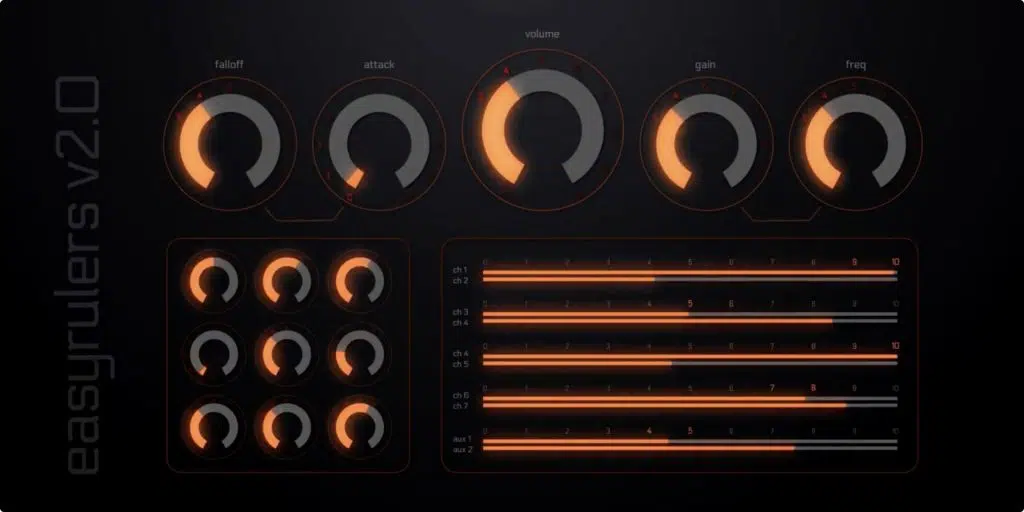 easyrulers v2.0
volume
falloff
attack
gain
freq
0 1 2 3 4 5 6 7 8 9 10
ch 1
ch 2
0 1 2 3 4 5 6 7 8 9 10
ch 3
ch 4
0 1 2 3 4 5 6 7 8 9 10
ch 4
ch 5
0 1 2 3 4 5 6 7 8 9 10
ch 6
ch 7
0 1 2 3 4 5 6 7 8 9 10
aux 1
aux 2